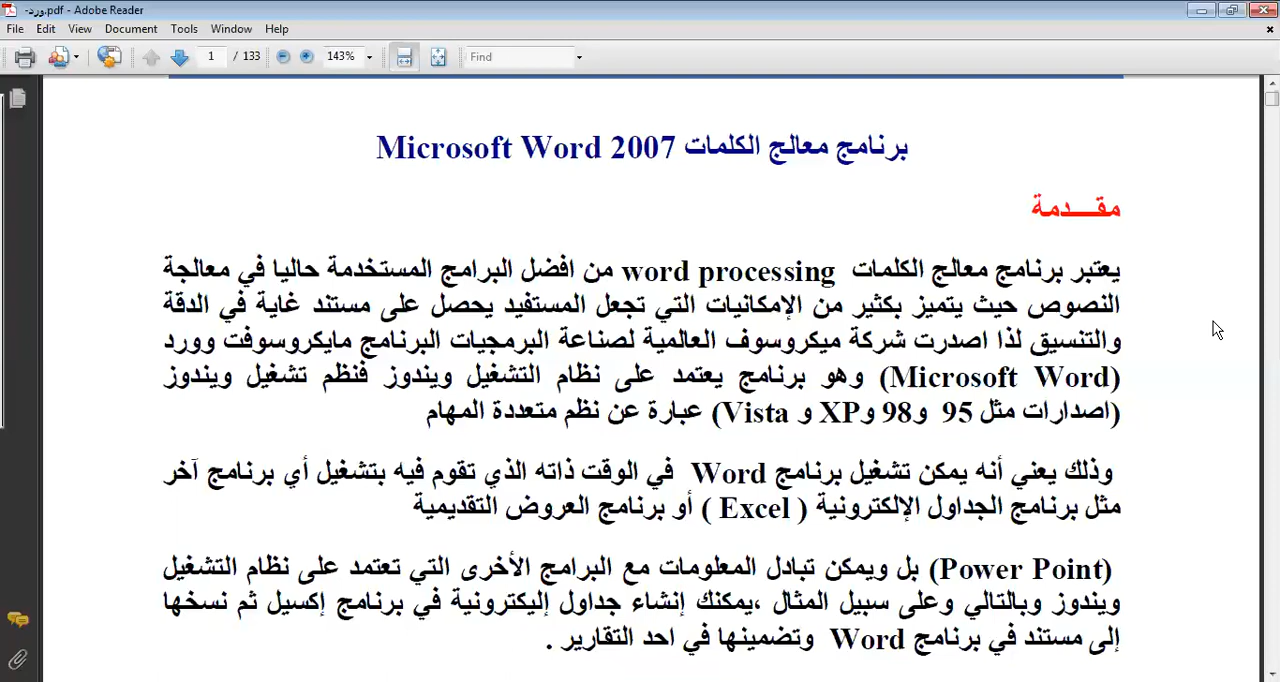 ورد-.pdf - Adobe Reader
File Edit View Document Tools Window Help
1 / 133 143% Find
برنامج معالج الكلمات Microsoft Word 2007
مقـــدمة
يعتبر برنامج معالج الكلمات word processing من افضل البرامج المستخدمة حاليا في معالجة
النصوص حيث يتميز بكثير من الإمكانيات التي تجعل المستفيد يحصل على مستند غاية في الدقة
والتنسيق لذا اصدرت شركة ميكروسوف العالمية لصناعة البرمجيات البرنامج مايكروسوفت وورد
(Microsoft Word) وهو برنامج يعتمد على نظام التشغيل ويندوز فنظم تشغيل ويندوز
(اصدارات مثل 95 و98 وXP و Vista) عبارة عن نظم متعددة المهام
وذلك يعني أنه يمكن تشغيل برنامج Word في الوقت ذاته الذي تقوم فيه بتشغيل أي برنامج آخر
مثل برنامج الجداول الإلكترونية ( Excel ) أو برنامج العروض التقديمية
(Power Point) بل ويمكن تبادل المعلومات مع البرامج الأخرى التي تعتمد على نظام التشغيل
ويندوز وبالتالي وعلى سبيل المثال ،يمكنك إنشاء جداول إليكترونية في برنامج إكسيل ثم نسخها
إلى مستند في برنامج Word وتضمينها في احد التقارير .